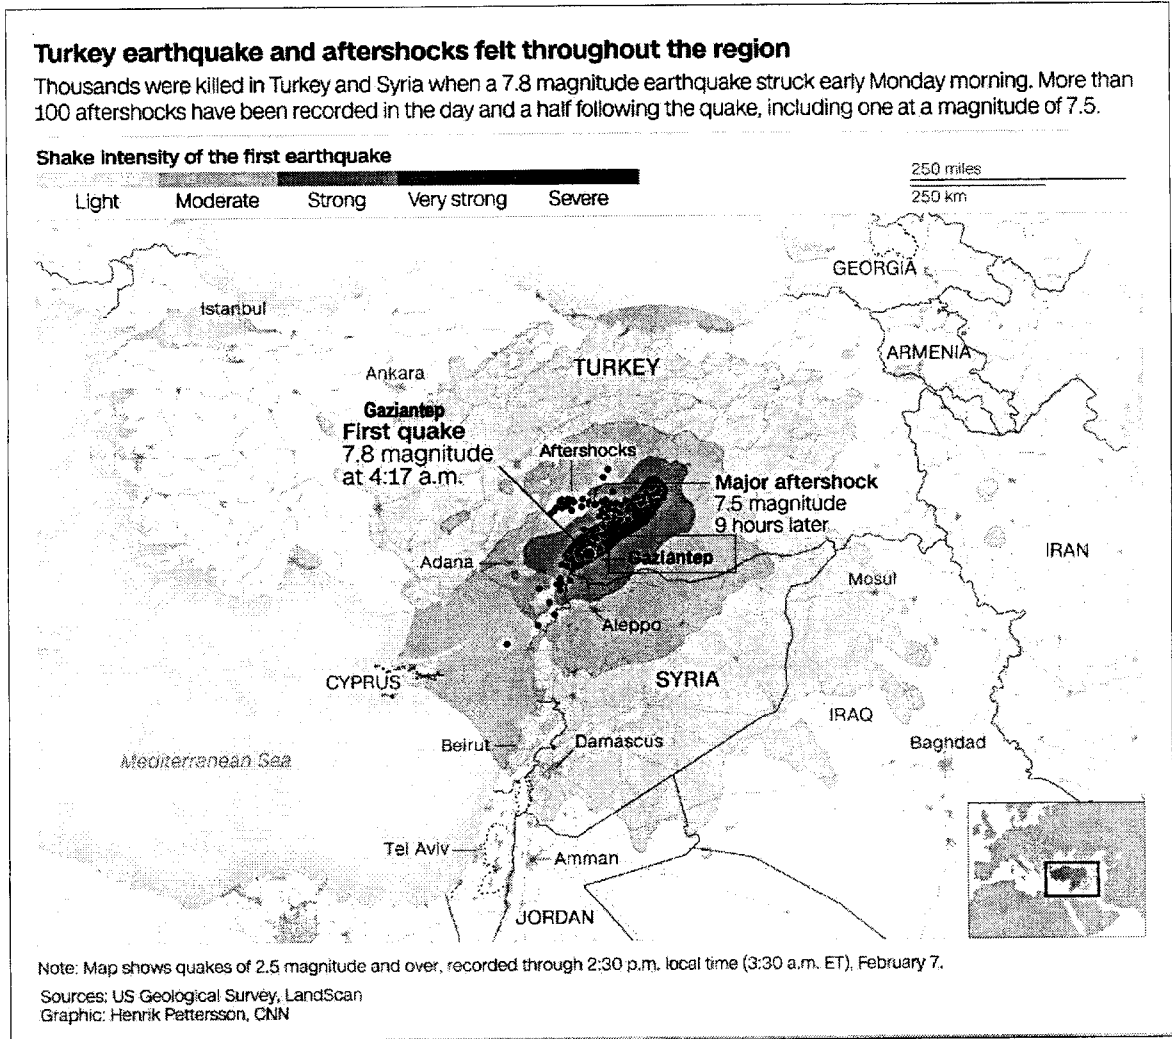 Turkey earthquake and aftershocks felt throughout the region
Thousands were killed in Turkey and Syria when a 7.8 magnitude earthquake struck early Monday morning. More than
100 aftershocks have been recorded in the day and a half following the quake, including one at a magnitude of 7.5.
Shake intensity of the first earthquake
Light Moderate Strong Very strong Severe
250 miles
250 km
GEORGIA
Istanbul
ARMENIA
TURKEY
Ankara
Gaziantep
First quake
7.8 magnitude
at 4:17 a.m.
Aftershocks
Major aftershock
7.5 magnitude
9 hours later
IRAN
Gaziantep
Adana
Mosul
Aleppo
CYPRUS
SYRIA
IRAQ
Beirut
Damascus
Baghdad
Mediterranean Sea
Tel Aviv
Amman
JORDAN
Note: Map shows quakes of 2.5 magnitude and over, recorded through 2:30 p.m. local time (3:30 a.m. ET), February 7.
Sources: US Geological Survey, LandScan
Graphic: Henrik Pettersson, CNN